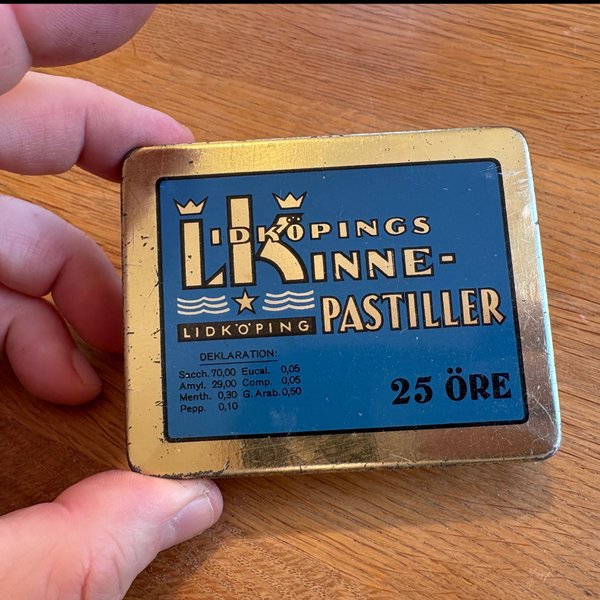 LIDKÖPINGS
KINNE-
PASTILLER
LIDKÖPING
DEKLARATION:
Sacch. 70,00 Eucal. 0,05
Amyl. 29,00 Comp. 0,05
Menth. 0,30 G. Arab. 0,50
Pepp. 0,10
25 ÖRE